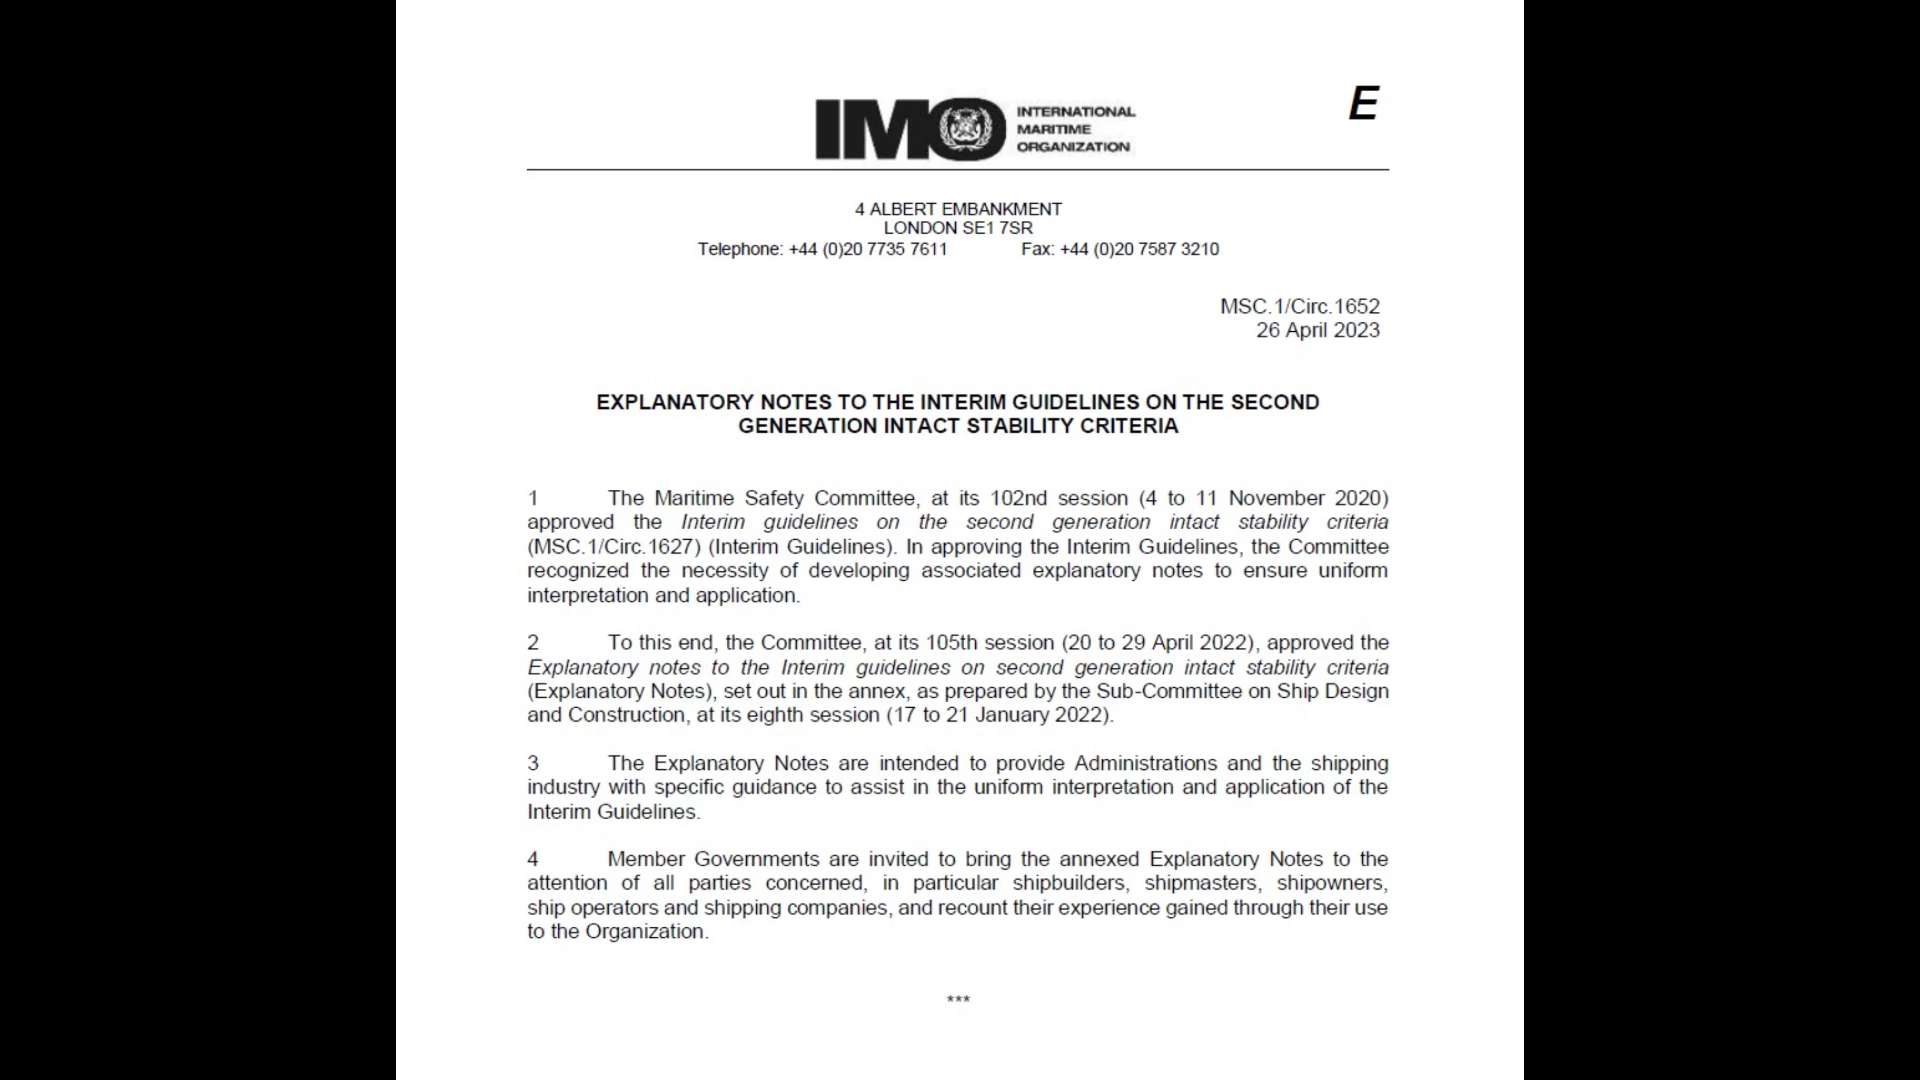 E
IMO INTERNATIONAL
MARITIME
ORGANIZATION
4 ALBERT EMBANKMENT
LONDON SE1 7SR
Telephone: +44 (0)20 7735 7611 Fax: +44 (0)20 7587 3210
MSC.1/Circ.1652
26 April 2023
EXPLANATORY NOTES TO THE INTERIM GUIDELINES ON THE SECOND
GENERATION INTACT STABILITY CRITERIA
1 The Maritime Safety Committee, at its 102nd session (4 to 11 November 2020)
approved the Interim guidelines on the second generation intact stability criteria
(MSC.1/Circ.1627) (Interim Guidelines). In approving the Interim Guidelines, the Committee
recognized the necessity of developing associated explanatory notes to ensure uniform
interpretation and application.
2 To this end, the Committee, at its 105th session (20 to 29 April 2022), approved the
Explanatory notes to the Interim guidelines on second generation intact stability criteria
(Explanatory Notes), set out in the annex, as prepared by the Sub-Committee on Ship Design
and Construction, at its eighth session (17 to 21 January 2022).
3 The Explanatory Notes are intended to provide Administrations and the shipping
industry with specific guidance to assist in the uniform interpretation and application of the
Interim Guidelines.
4 Member Governments are invited to bring the annexed Explanatory Notes to the
attention of all parties concerned, in particular shipbuilders, shipmasters, shipowners,
ship operators and shipping companies, and recount their experience gained through their use
to the Organization.
***